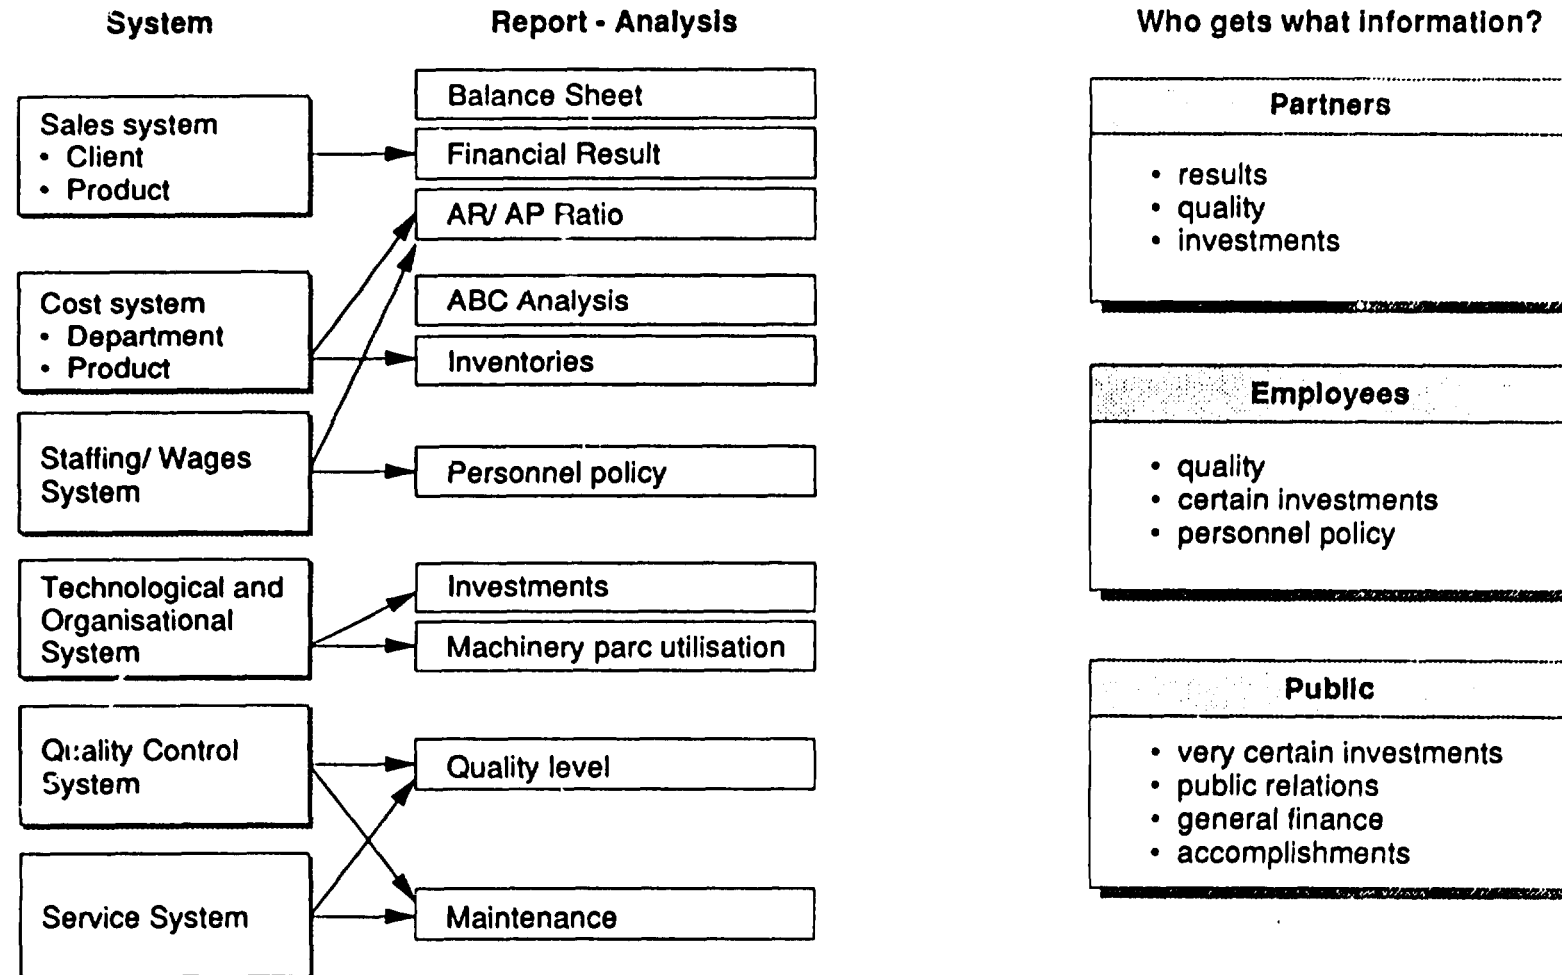 System
Sales system
• Client
• Product
Cost system
• Department
• Product
Staffing/ Wages
System
Technological and
Organisational
System
Quality Control
System
Service System
Report - Analysis
Balance Sheet
Financial Result
AR/ AP Ratio
ABC Analysis
Inventories
Personnel policy
Investments
Machinery parc utilisation
Quality level
Maintenance
Who gets what information?
Partners
• results
• quality
• investments
Employees
• quality
• certain investments
• personnel policy
Public
• very certain investments
• public relations
• general finance
• accomplishments